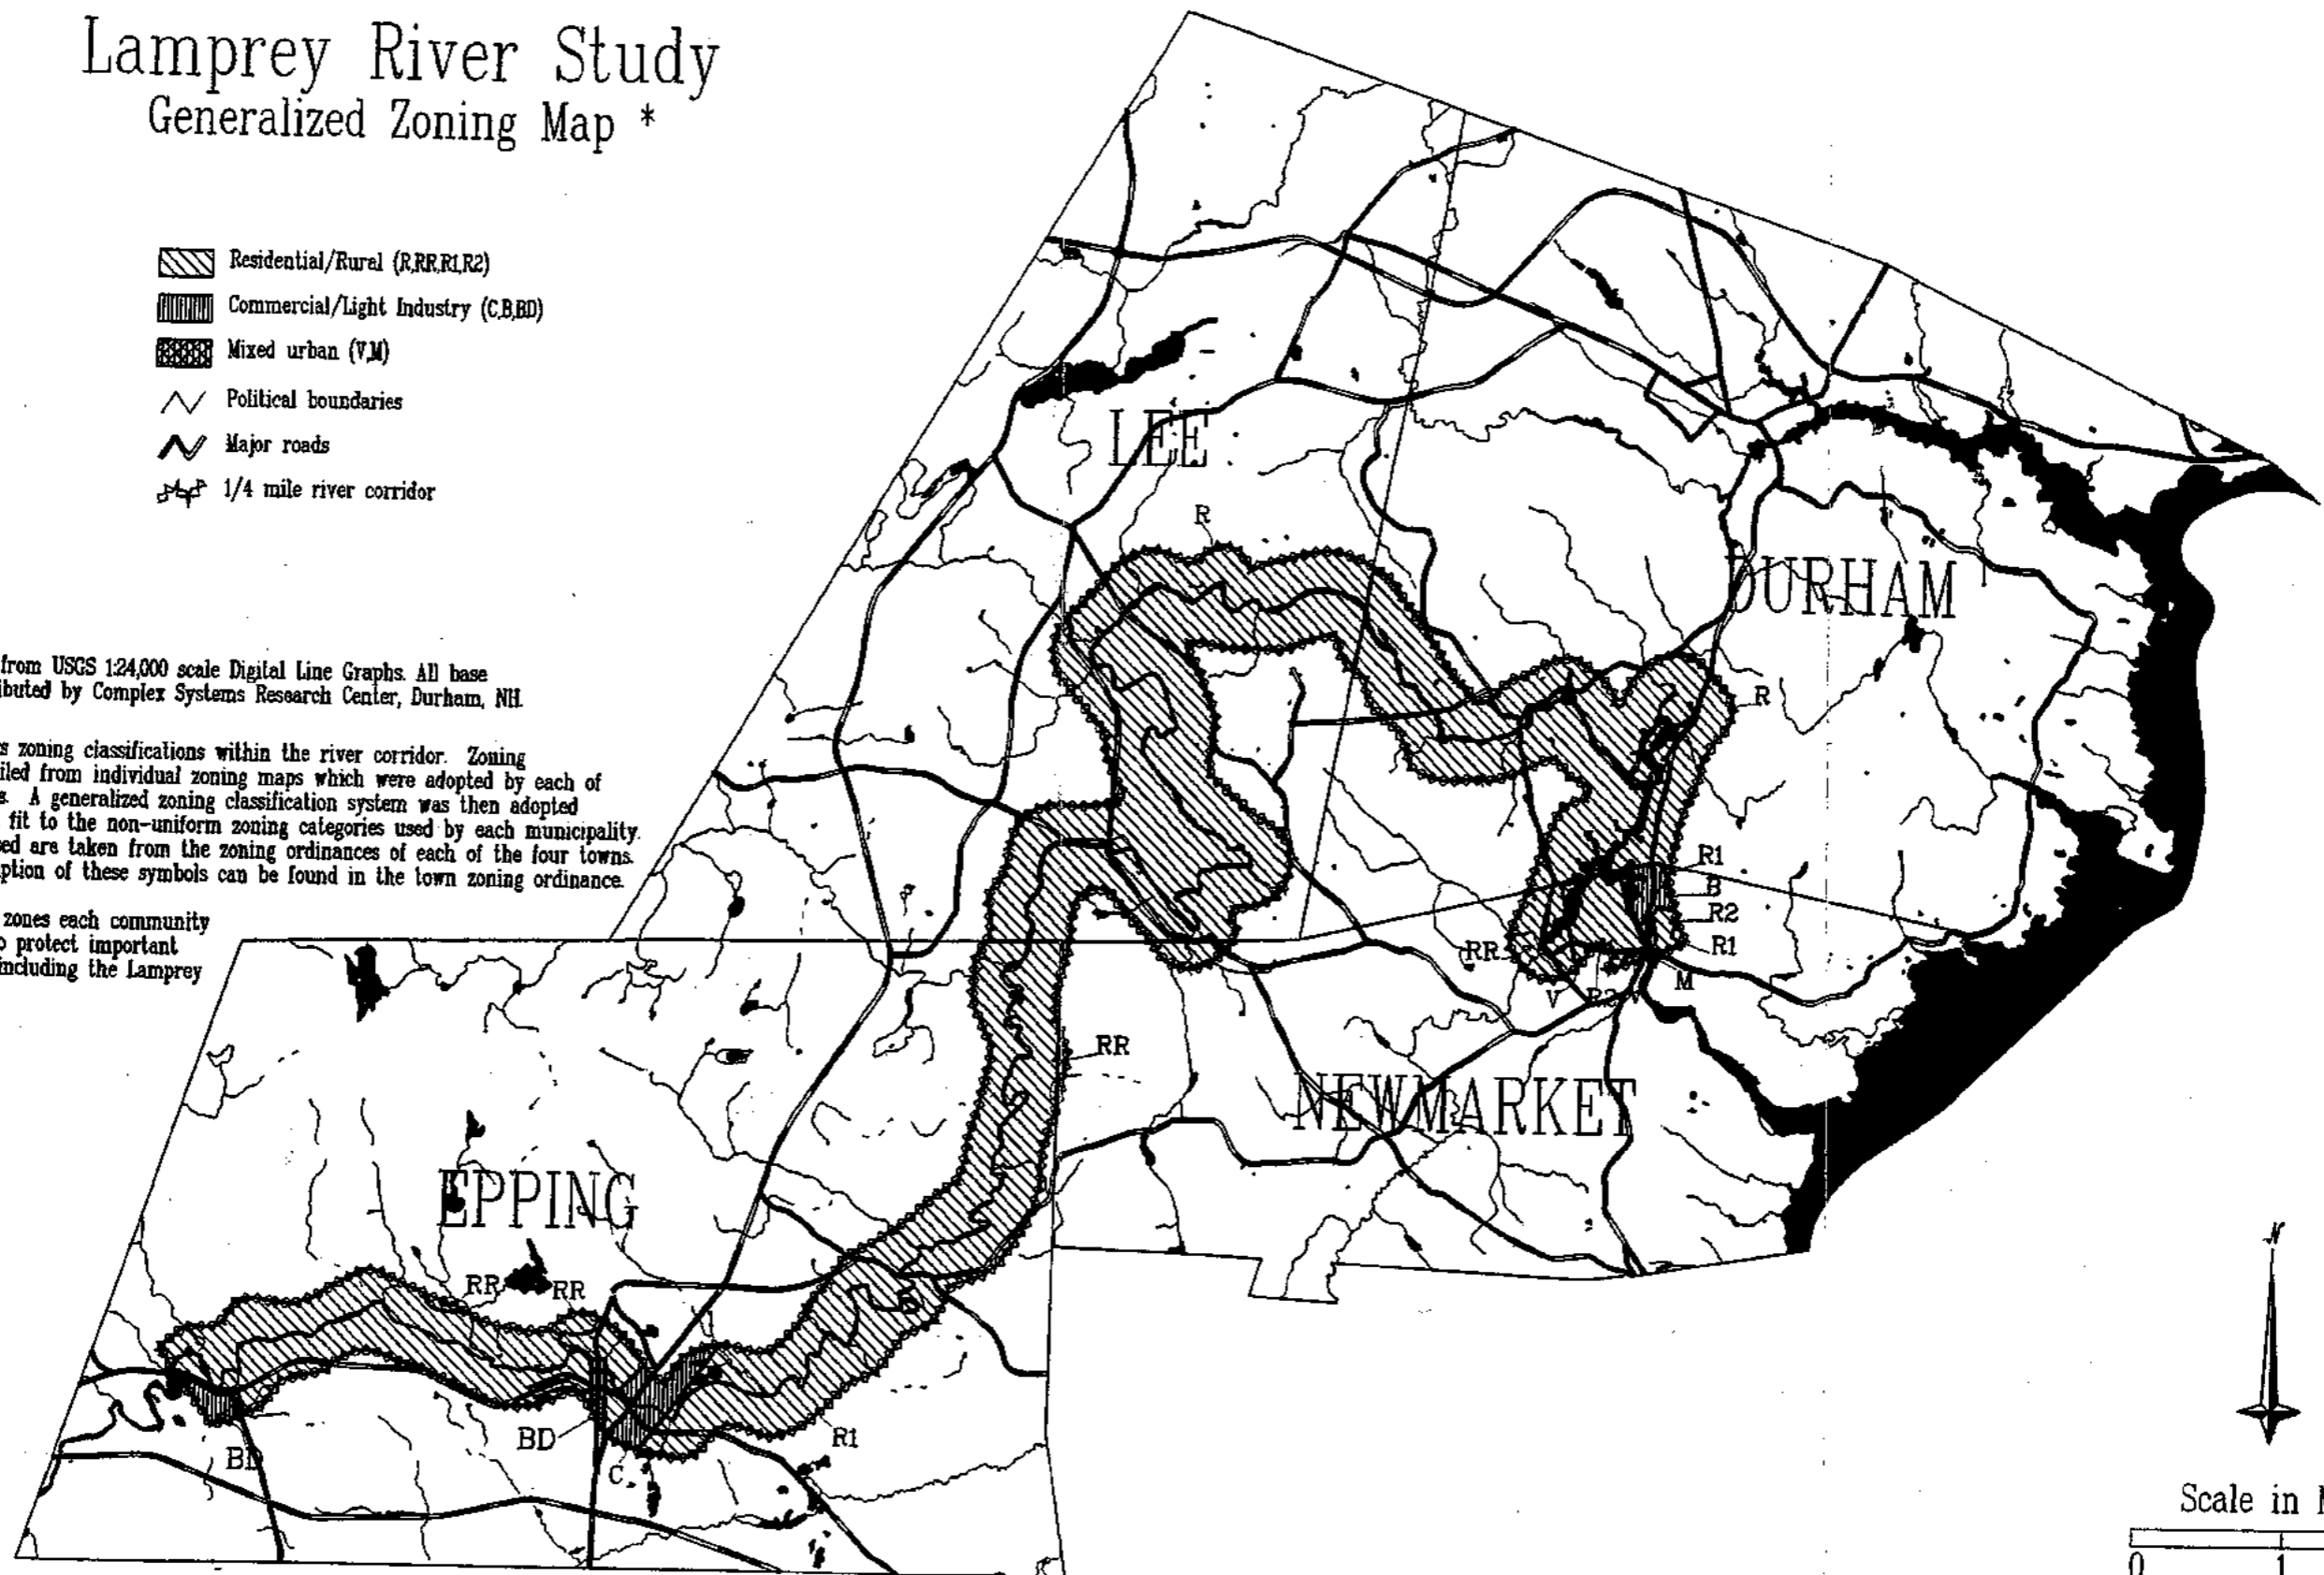 Lamprey River Study
Generalized Zoning Map *
Residential/Rural (R,RR,R1,R2)
Commercial/Light Industry (C,B,BD)
Mixed urban (V,M)
Political boundaries
Major roads
1/4 mile river corridor
from USGS 1:24,000 scale Digital Line Graphs. All base
buted by Complex Systems Research Center, Durham, NH.
s zoning classifications within the river corridor. Zoning
iled from individual zoning maps which were adopted by each of
s. A generalized zoning classification system was then adopted
fit to the non-uniform zoning categories used by each municipality.
ed are taken from the zoning ordinances of each of the four towns.
ption of these symbols can be found in the town zoning ordinance.
zones each community
o protect important
including the Lamprey
LEE
R
DURHAM
R
R1
B
R2
R1
RR
V
R2
M
RR
NEWMARKET
EPPING
RR
RR
BD
BD
C
R1
N
Scale in
0 1